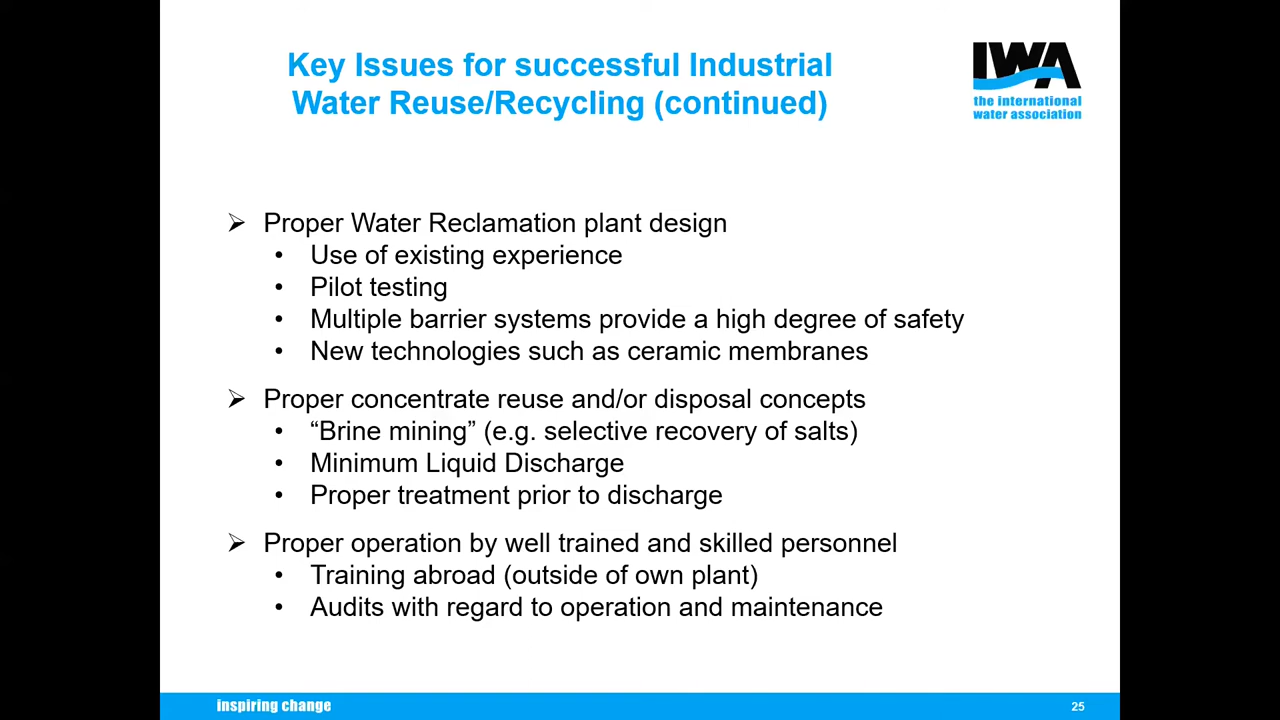 Key Issues for successful Industrial
Water Reuse/Recycling (continued)
IWA
the international
water association
➢ Proper Water Reclamation plant design
• Use of existing experience
• Pilot testing
• Multiple barrier systems provide a high degree of safety
• New technologies such as ceramic membranes
➢ Proper concentrate reuse and/or disposal concepts
• “Brine mining” (e.g. selective recovery of salts)
• Minimum Liquid Discharge
• Proper treatment prior to discharge
➢ Proper operation by well trained and skilled personnel
• Training abroad (outside of own plant)
• Audits with regard to operation and maintenance
inspiring change
25